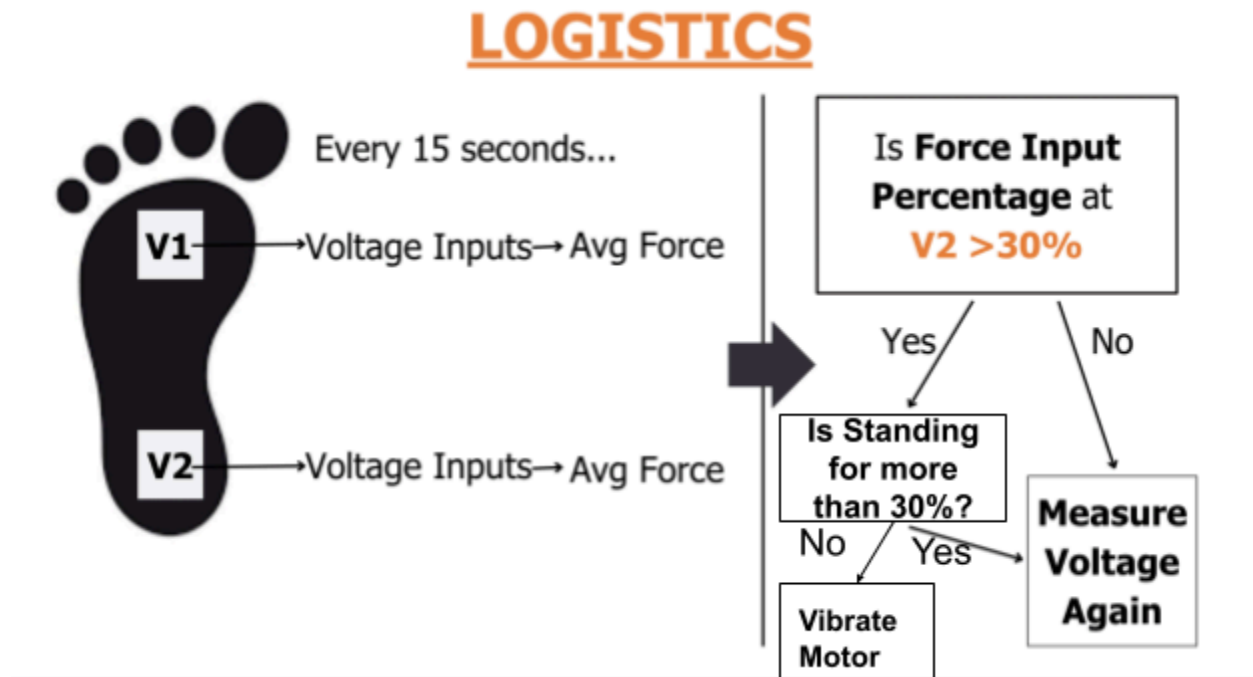 LOGISTICS
Every 15 seconds...
V1
Voltage Inputs
Avg Force
V2
Voltage Inputs
Avg Force
Is Force Input
Percentage at
V2 >30%
Yes
No
Is Standing
for more
than 30%?
No
Yes
Measure
Voltage
Again
Vibrate
Motor